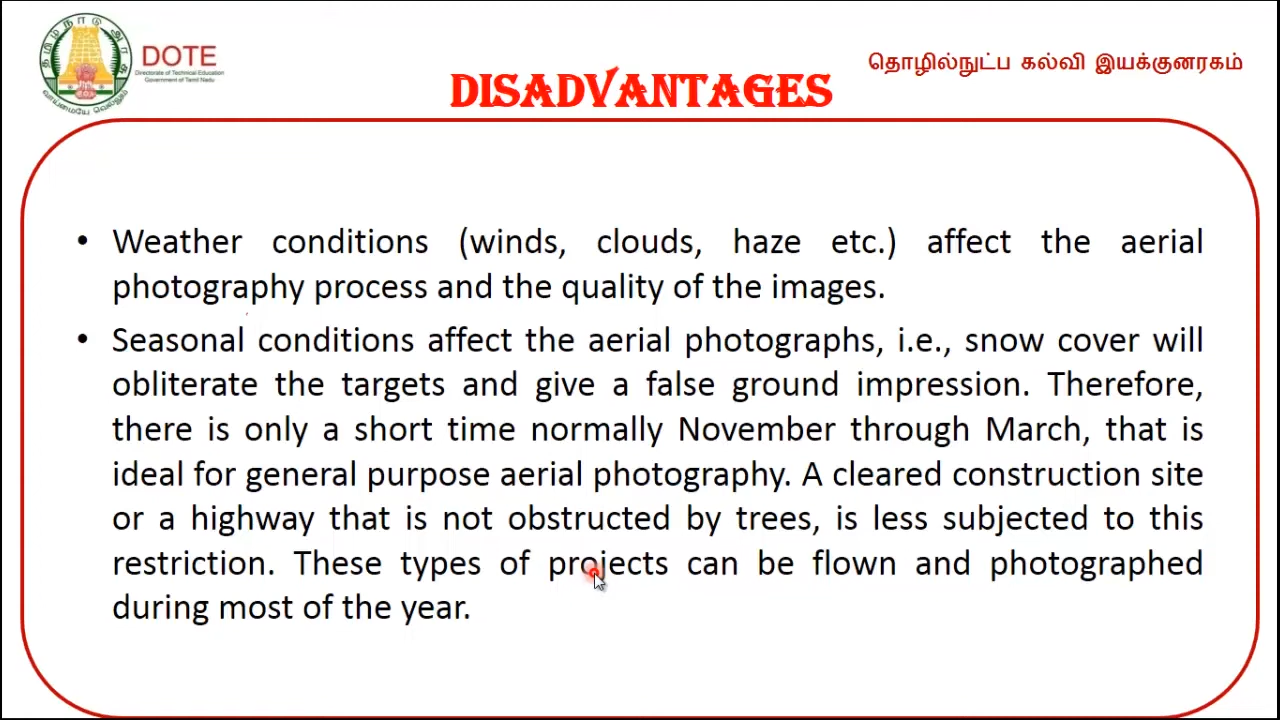 தமிழ்நாடு அரசு
வாய்மையே வெல்லும்
DOTE
Directorate of Technical Education
Government of Tamil Nadu
தொழில்நுட்ப கல்வி இயக்குனரகம்
DISADVANTAGES
• Weather conditions (winds, clouds, haze etc.) affect the aerial
photography process and the quality of the images.
• Seasonal conditions affect the aerial photographs, i.e., snow cover will
obliterate the targets and give a false ground impression. Therefore,
there is only a short time normally November through March, that is
ideal for general purpose aerial photography. A cleared construction site
or a highway that is not obstructed by trees, is less subjected to this
restriction. These types of projects can be flown and photographed
during most of the year.